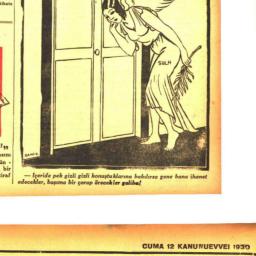 SULH
— İçeride pek gizli gizli konuştuklarına bakılırsa gene bana ihanet
edecekler, başıma bir çorap örecekler galiba!
bir
CUMA 12 KANUNUEVVEL 1930